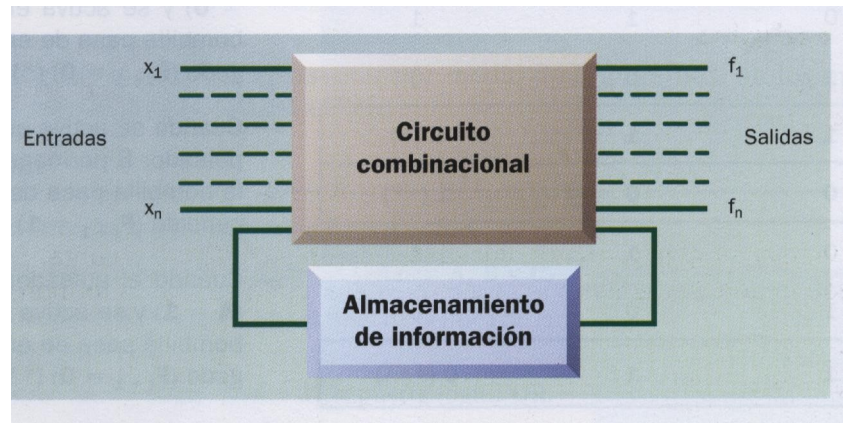 x₁
f₁
Entradas
Circuito
combinacional
Salidas
xₙ
fₙ
Almacenamiento
de información